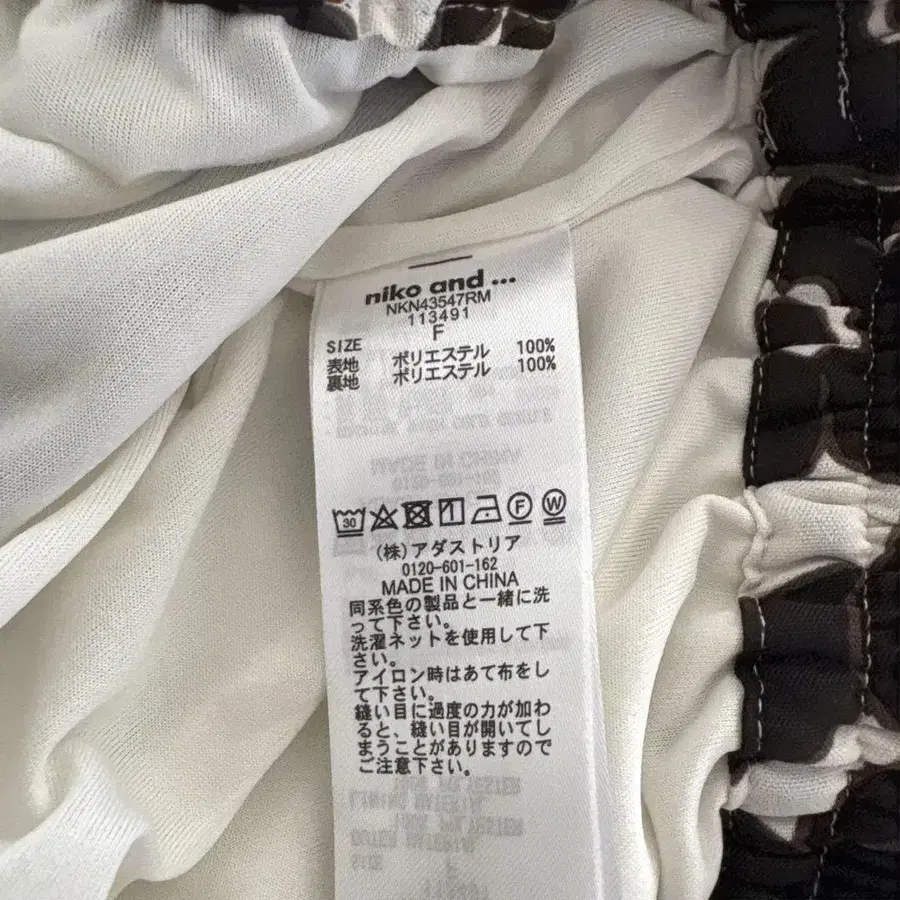 niko and ...
NKN43547RM
113491
SIZE F
表地 ポリエステル 100%
裏地 ポリエステル 100%
30 F W
(株)アダストリア
0120-601-162
MADE IN CHINA
同系色の製品と一緒に洗
って下さい。
洗濯ネットを使用して下
さい。
アイロン時はあて布をし
て下さい。
縫い目に過度の力が加わ
ると、縫い目が開いてし
まうことがありますので
ご注意下さい。